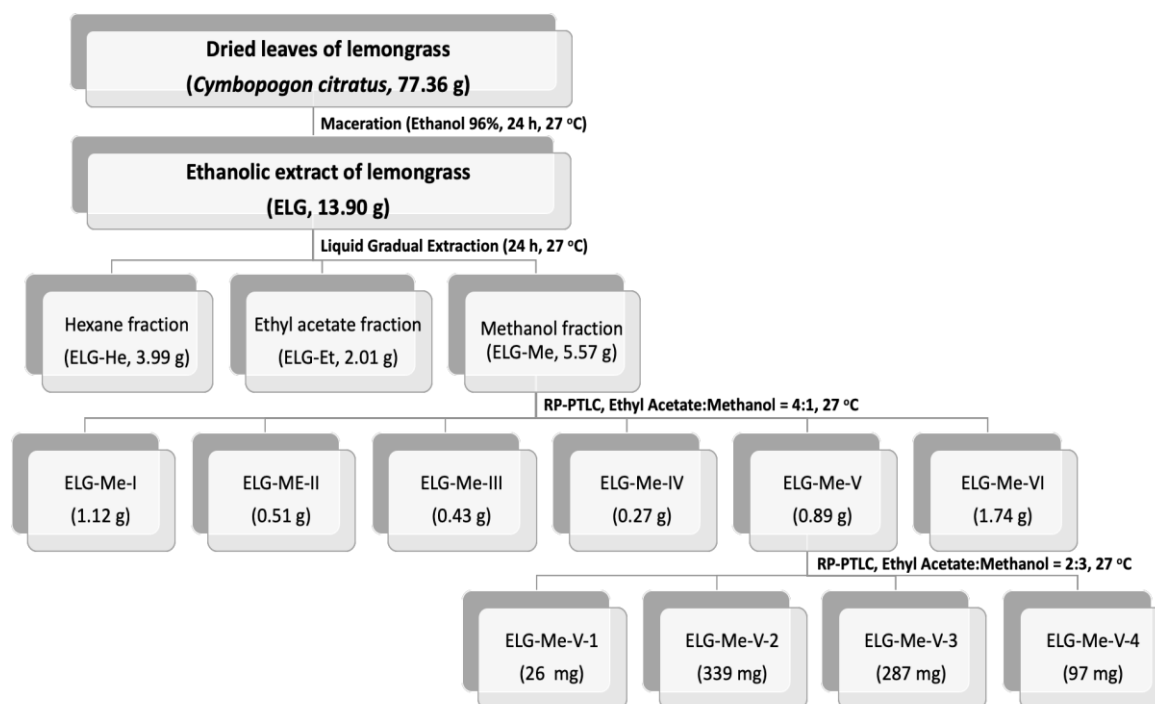 Dried leaves of lemongrass
(Cymbopogon citratus, 77.36 g)
Maceration (Ethanol 96%, 24 h, 27 °C)
Ethanolic extract of lemongrass
(ELG, 13.90 g)
Liquid Gradual Extraction (24 h, 27 °C)
Hexane fraction
(ELG-He, 3.99 g)
Ethyl acetate fraction
(ELG-Et, 2.01 g)
Methanol fraction
(ELG-Me, 5.57 g)
RP-PTLC, Ethyl Acetate:Methanol = 4:1, 27 °C
ELG-Me-I
(1.12 g)
ELG-ME-II
(0.51 g)
ELG-Me-III
(0.43 g)
ELG-Me-IV
(0.27 g)
ELG-Me-V
(0.89 g)
ELG-Me-VI
(1.74 g)
RP-PTLC, Ethyl Acetate:Methanol = 2:3, 27 °C
ELG-Me-V-1
(26 mg)
ELG-Me-V-2
(339 mg)
ELG-Me-V-3
(287 mg)
ELG-Me-V-4
(97 mg)